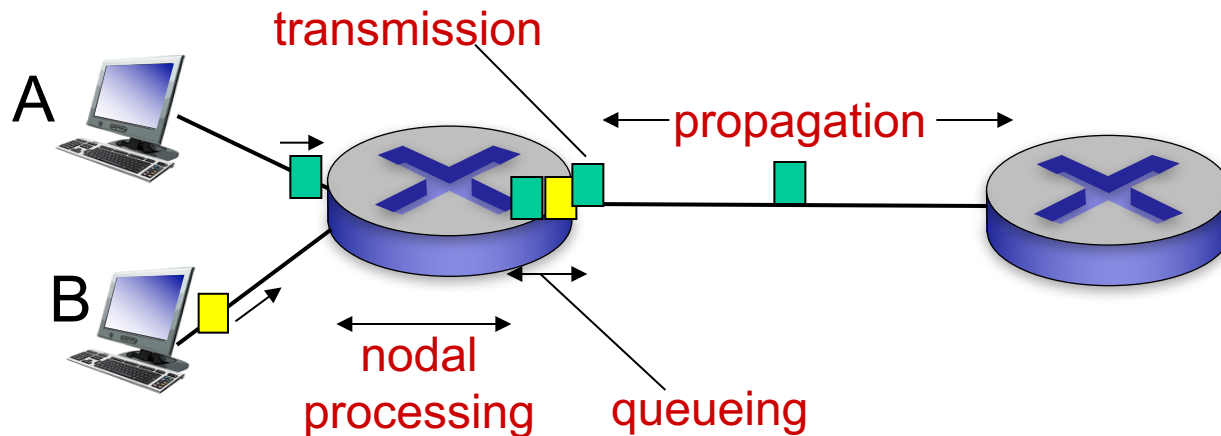 transmission
A
propagation
B
nodal
processing
queueing